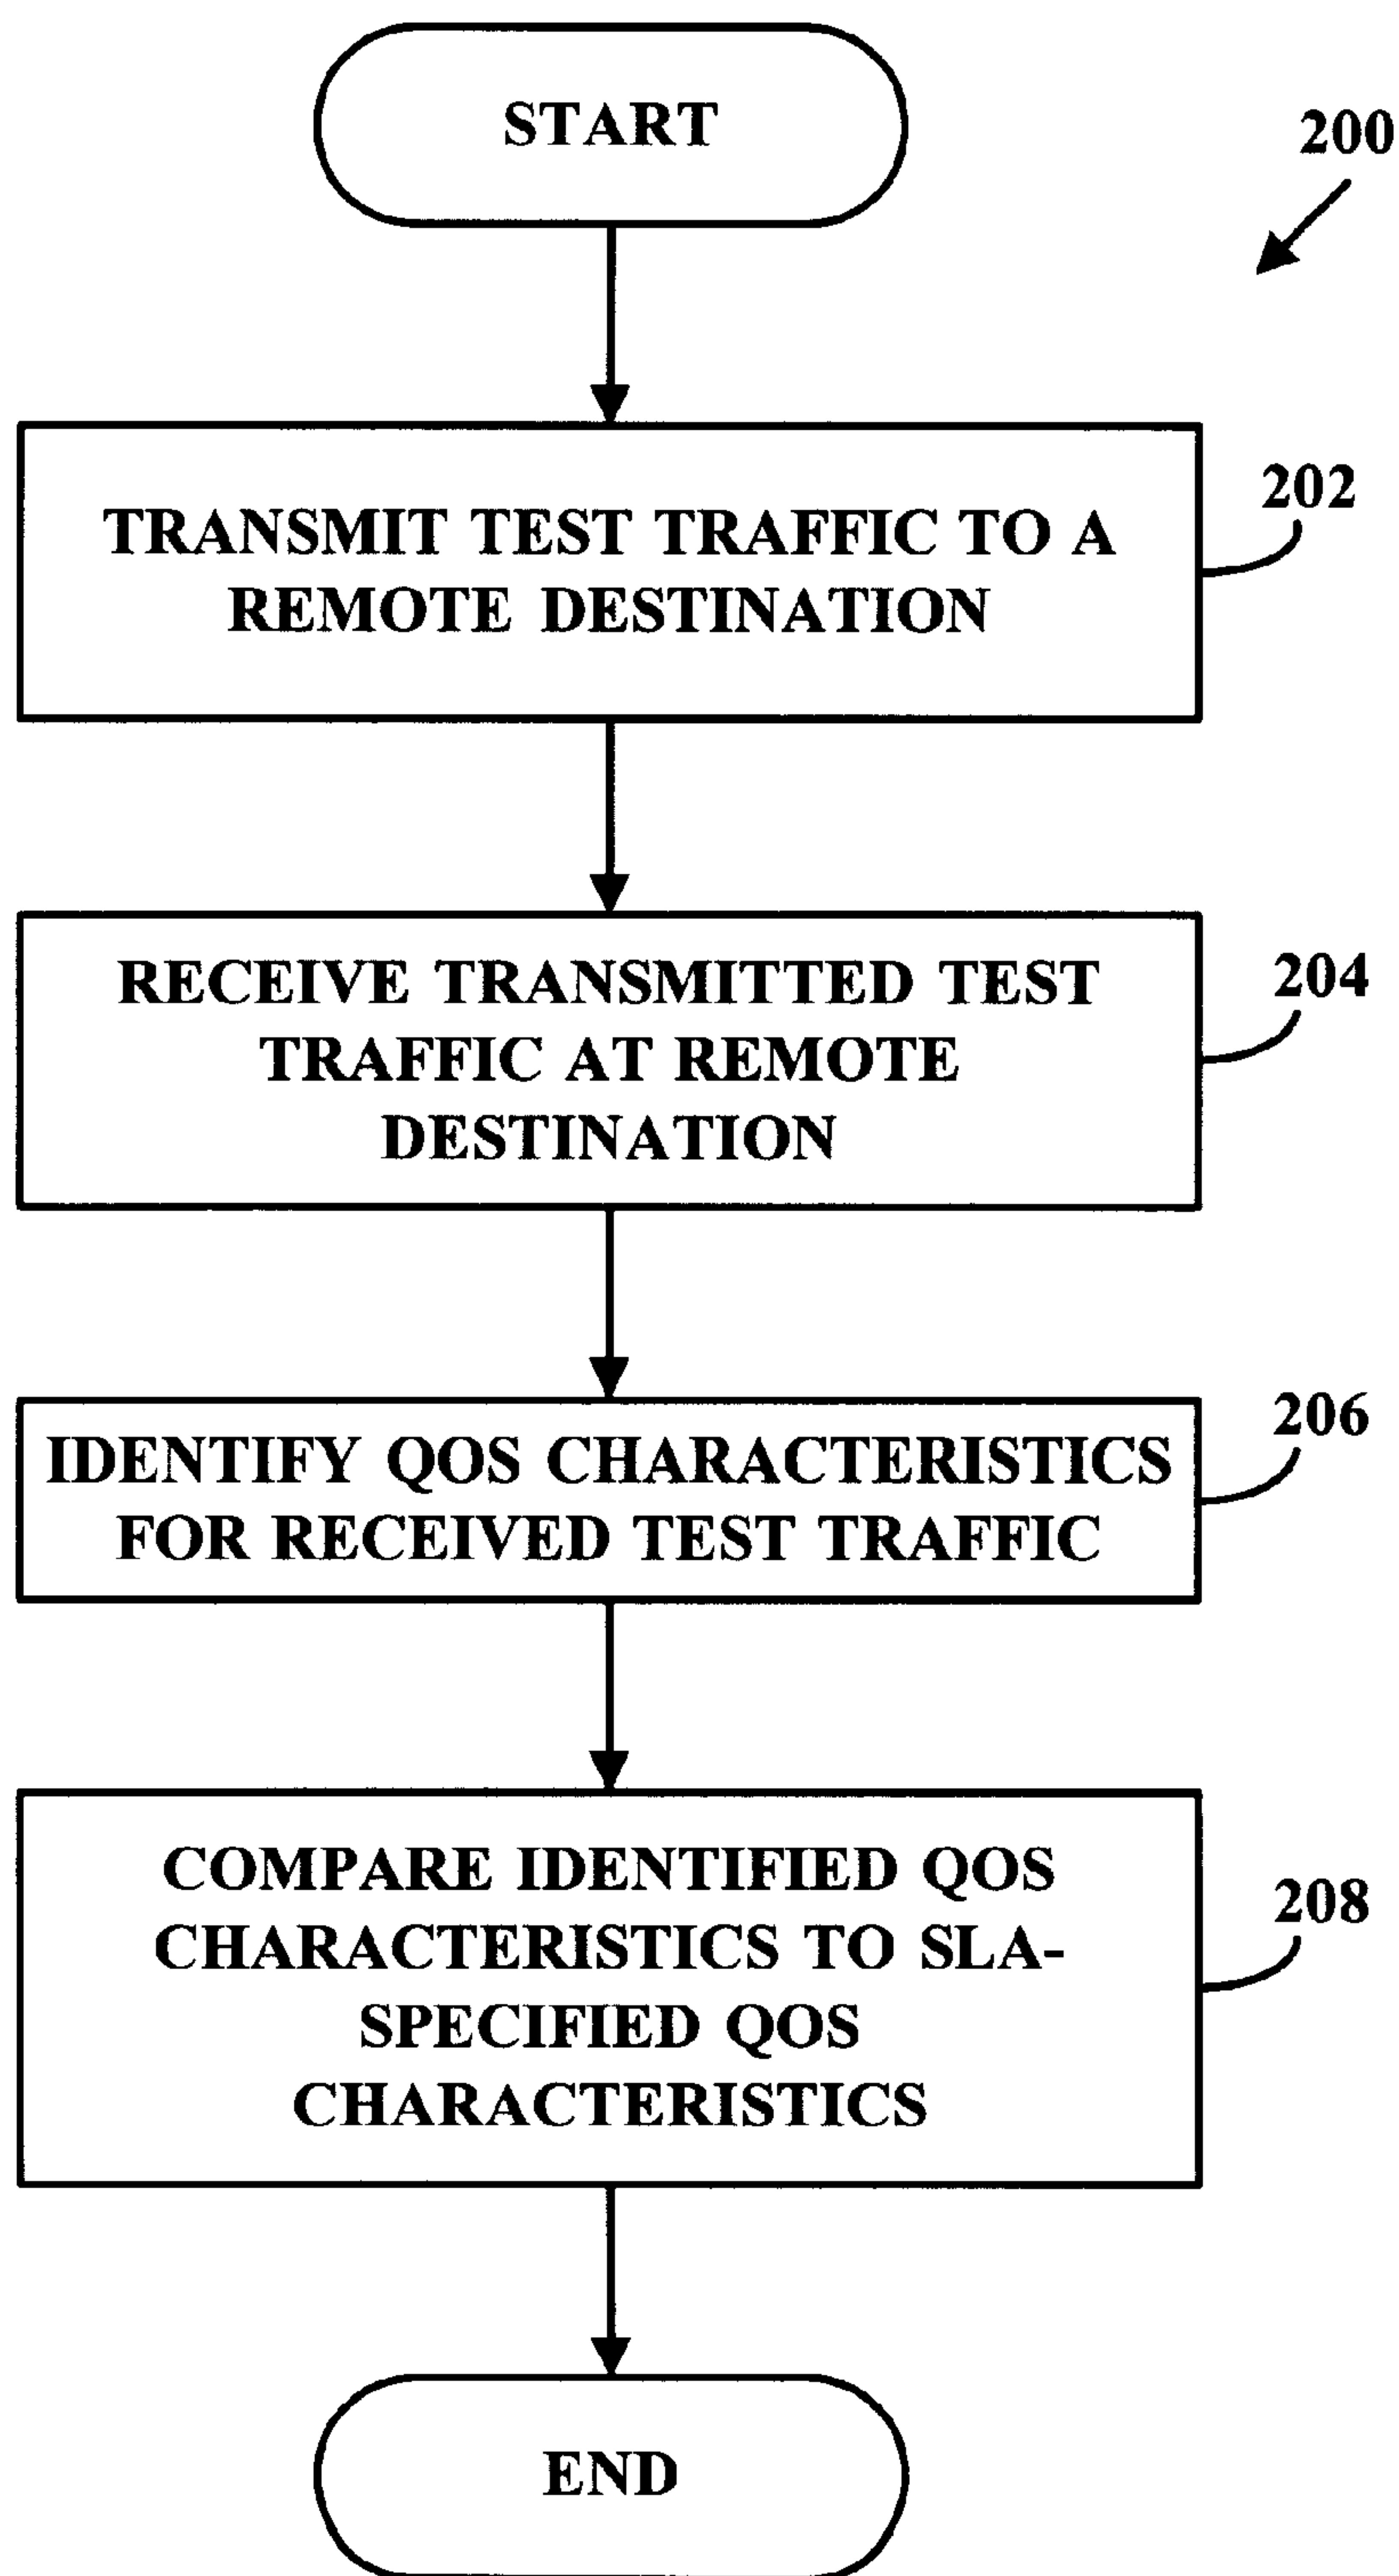 START
200
TRANSMIT TEST TRAFFIC TO A
REMOTE DESTINATION
202
RECEIVE TRANSMITTED TEST
TRAFFIC AT REMOTE
DESTINATION
204
IDENTIFY QOS CHARACTERISTICS
FOR RECEIVED TEST TRAFFIC
206
COMPARE IDENTIFIED QOS
CHARACTERISTICS TO SLA-
SPECIFIED QOS
CHARACTERISTICS
208
END